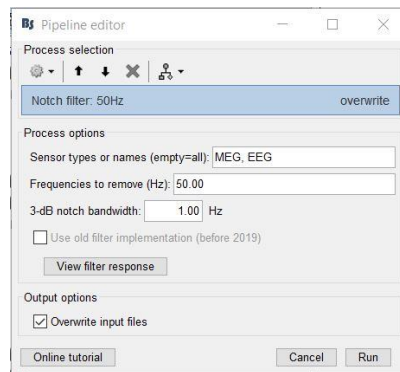 Bs Pipeline editor
Process selection
Notch filter: 50Hz overwrite
Process options
Sensor types or names (empty=all): MEG, EEG
Frequencies to remove (Hz): 50.00
3-dB notch bandwidth: 1.00 Hz
Use old filter implementation (before 2019)
View filter response
Output options
Overwrite input files
Online tutorial Cancel Run